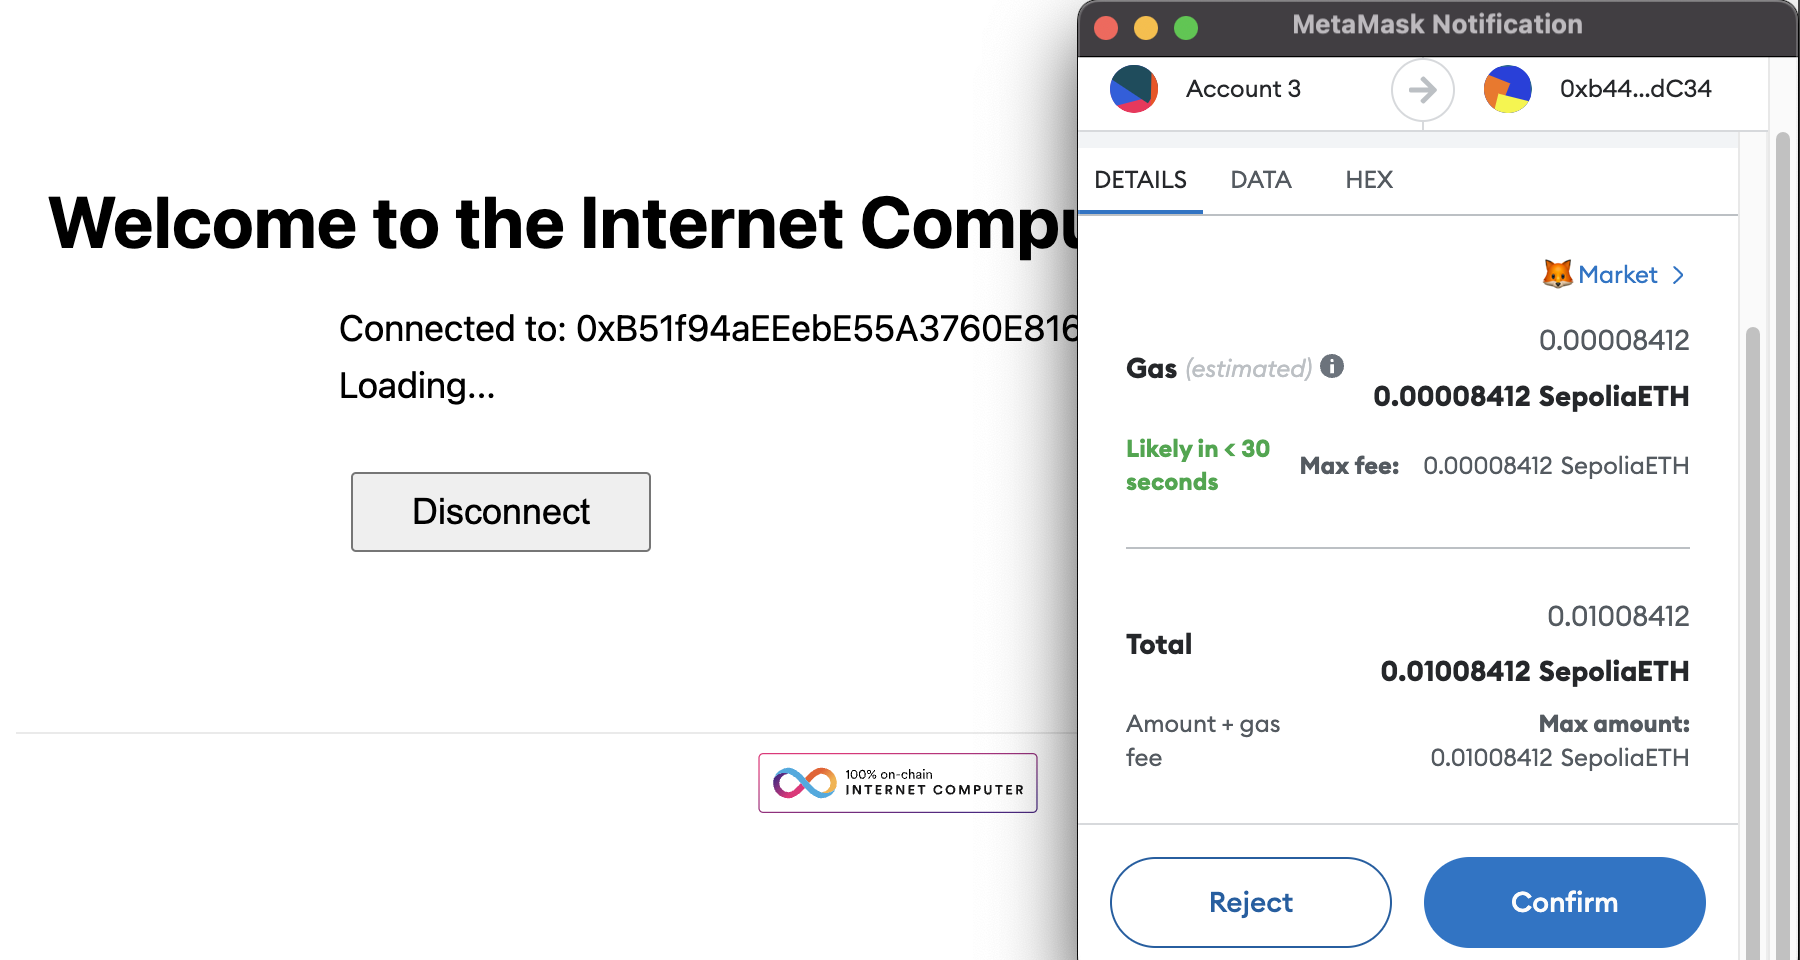 Welcome to the Internet Compu
Connected to: 0xB51f94aEEebE55A3760E816
Loading...
Disconnect
100% on-chain
INTERNET COMPUTER
MetaMask Notification
Account 3
0xb44...dC34
DETAILS DATA HEX
Market >
0.00008412
Gas (estimated)
0.00008412 SepoliaETH
Likely in < 30
seconds
Max fee: 0.00008412 SepoliaETH
0.01008412
Total
0.01008412 SepoliaETH
Amount + gas
fee
Max amount:
0.01008412 SepoliaETH
Reject Confirm